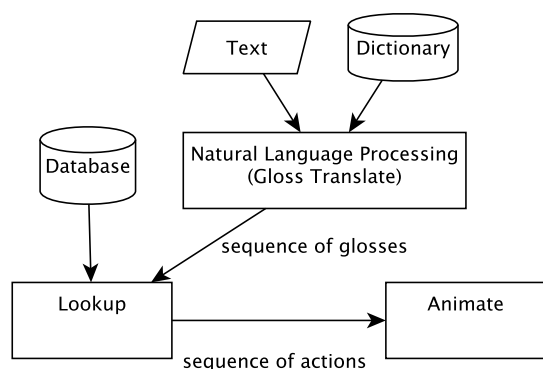 Text
Dictionary
Database
Natural Language Processing
(Gloss Translate)
sequence of glosses
Lookup
Animate
sequence of actions